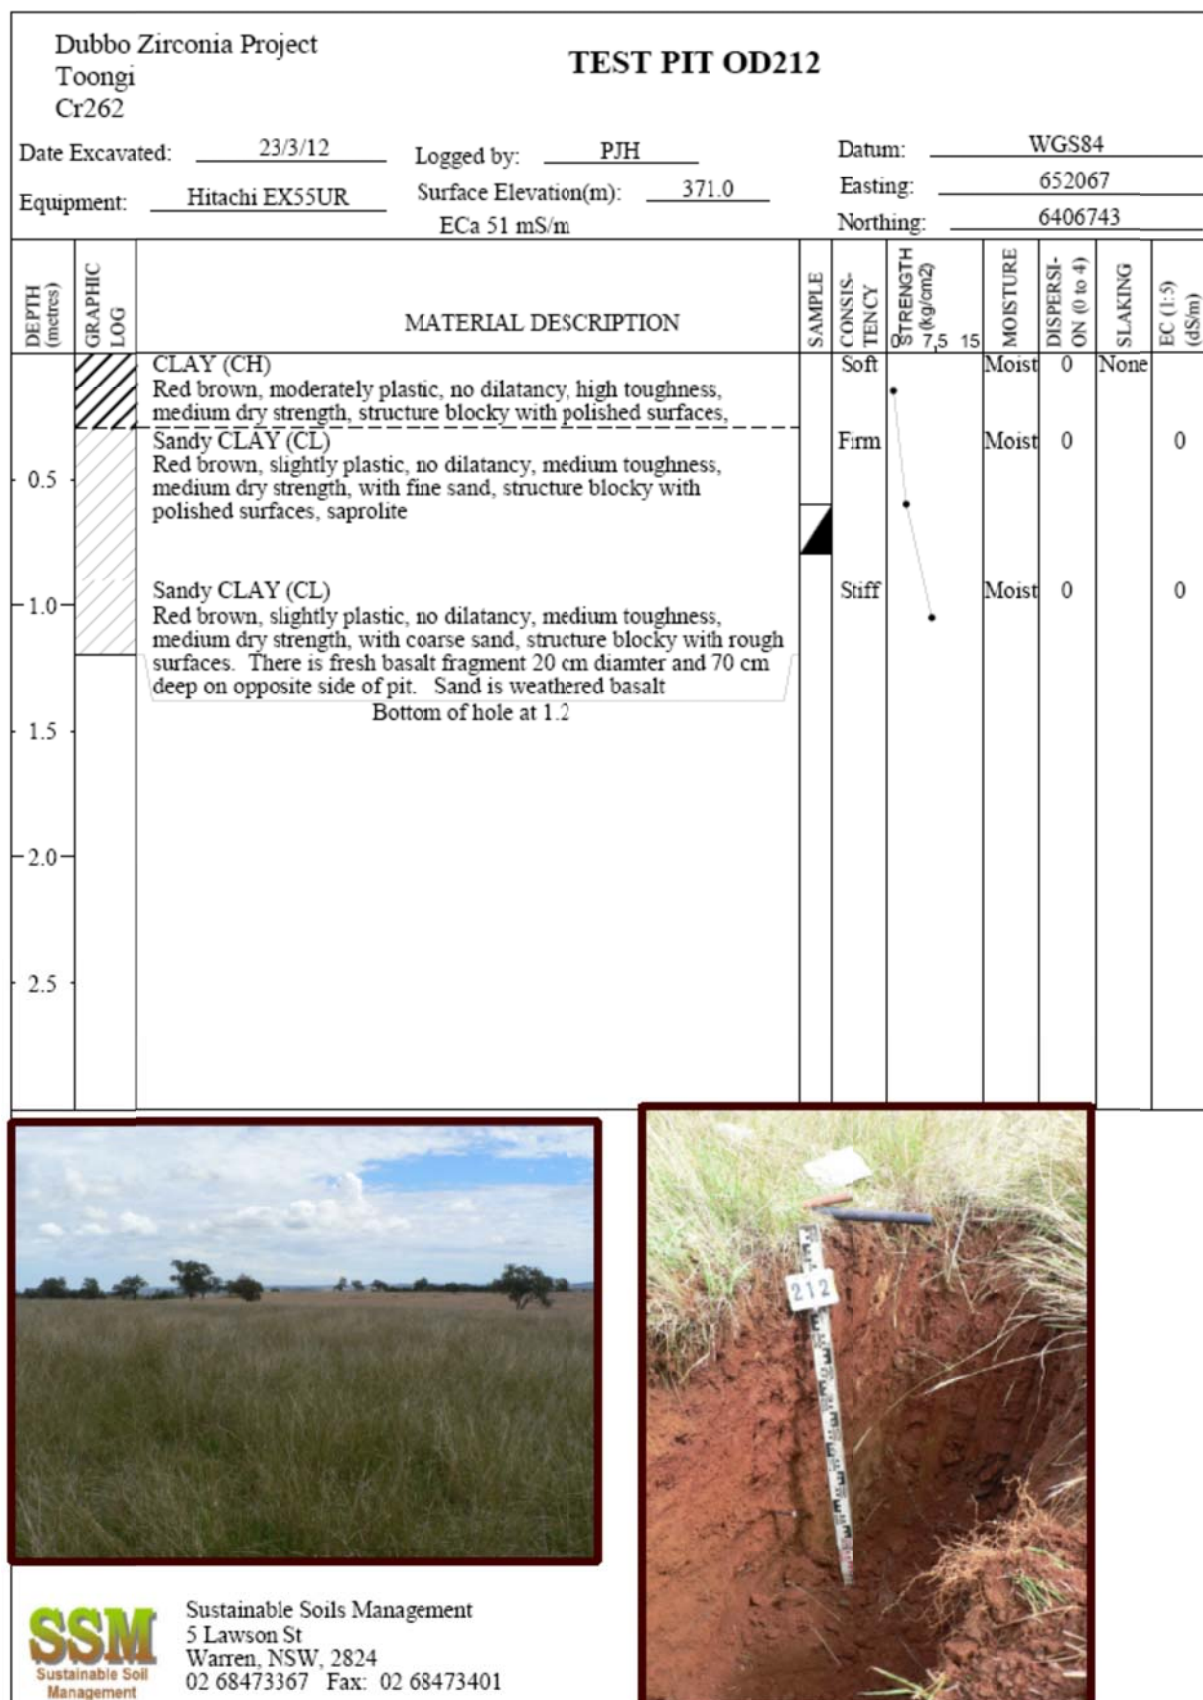 Dubbo Zirconia Project
Toongi
Cr262
TEST PIT OD212
Date Excavated: 23/3/12
Logged by: PJH
Datum: WGS84
Equipment: Hitachi EX55UR
Surface Elevation(m): 371.0
Easting: 652067
ECa 51 mS/m
Northing: 6406743
DEPTH
(metres)
GRAPHIC
LOG
MATERIAL DESCRIPTION
SAMPLE
CONSIS-
TENCY
STRENGTH
(kg/cm2)
0 7,5 15
MOISTURE
DISPERSI-
ON (0 to 4)
SLAKING
EC (1:5)
(dS/m)
CLAY (CH) Soft Moist 0 None
Red brown, moderately plastic, no dilatancy, high toughness,
medium dry strength, structure blocky with polished surfaces,
Sandy CLAY (CL) Firm Moist 0 0
Red brown, slightly plastic, no dilatancy, medium toughness,
0.5
medium dry strength, with fine sand, structure blocky with
polished surfaces, saprolite
Sandy CLAY (CL) Stiff Moist 0 0
1.0
Red brown, slightly plastic, no dilatancy, medium toughness,
medium dry strength, with coarse sand, structure blocky with rough
surfaces. There is fresh basalt fragment 20 cm diamter and 70 cm
deep on opposite side of pit. Sand is weathered basalt
Bottom of hole at 1.2
1.5
2.0
2.5
212
SSM
Sustainable Soil
Management
Sustainable Soils Management
5 Lawson St
Warren, NSW, 2824
02 68473367 Fax: 02 68473401